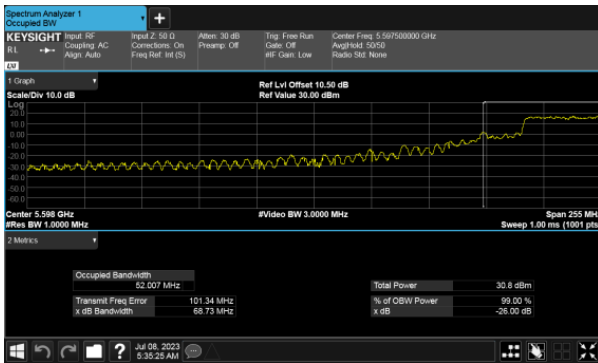 Spectrum Analyzer 1
Occupied BW
KEYSIGHT
RL
Input: RF
Coupling: AC
Align: Auto
Input Z: 50 Ω
Corrections: On
Freq Ref: Int (S)
Atten: 30 dB
Preamp: Off
Trig: Free Run
Gate: Off
#IF Gain: Low
Center Freq: 5.597500000 GHz
Avg|Hold: 50/50
Radio Std: None
1 Graph
Scale/Div 10.0 dB
Ref Lvl Offset 10.50 dB
Ref Value 30.00 dBm
Log
20.0
10.0
0.00
-10.0
-20.0
-30.0
-40.0
-50.0
-60.0
Center 5.598 GHz
#Res BW 1.0000 MHz
#Video BW 3.0000 MHz
Span 255 MH
Sweep 1.00 ms (1001 pts
2 Metrics
Occupied Bandwidth
52.007 MHz
Transmit Freq Error 101.34 MHz
x dB Bandwidth 68.73 MHz
Total Power 30.8 dBm
% of OBW Power 99.00 %
x dB -26.00 dB
Jul 08, 2023
5:35:25 AM